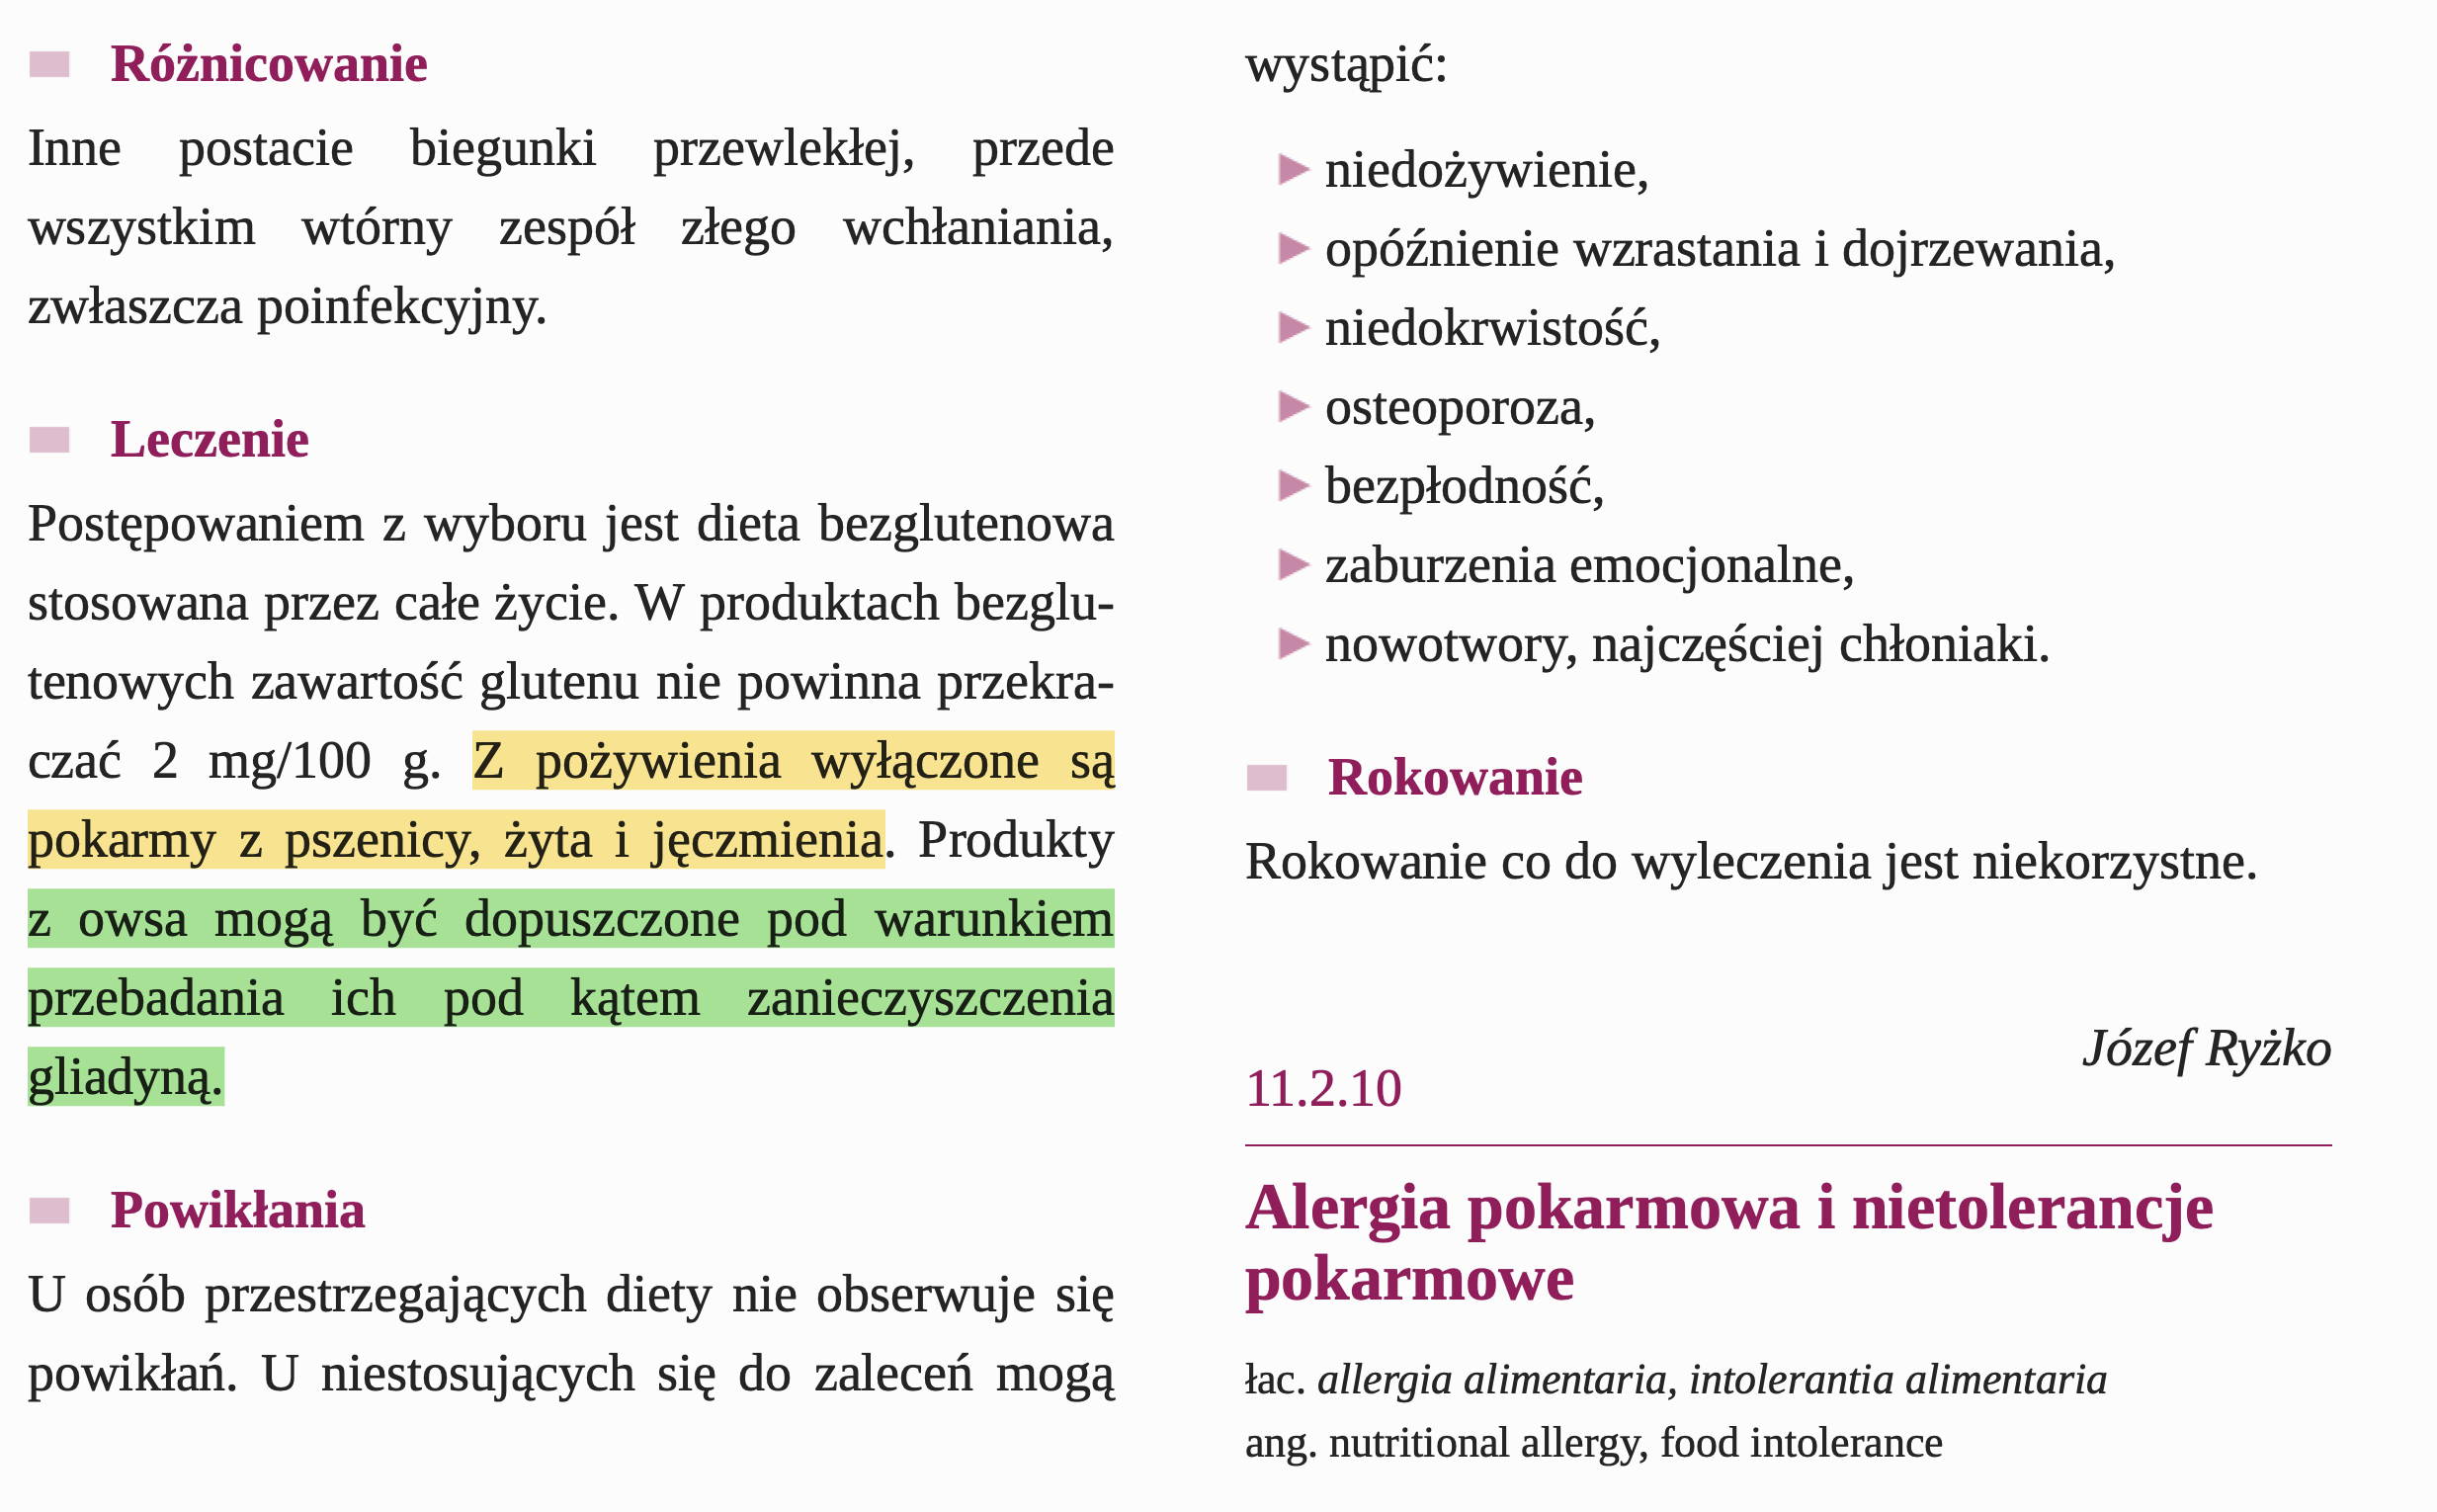 Różnicowanie
Inne postacie biegunki przewlekłej, przede
wszystkim wtórny zespół złego wchłaniania,
zwłaszcza poinfekcyjny.
Leczenie
Postępowaniem z wyboru jest dieta bezglutenowa
stosowana przez całe życie. W produktach bezglu-
tenowych zawartość glutenu nie powinna przekra-
czać 2 mg/100 g. Z pożywienia wyłączone są
pokarmy z pszenicy, żyta i jęczmienia. Produkty
z owsa mogą być dopuszczone pod warunkiem
przebadania ich pod kątem zanieczyszczenia
gliadyną.
Powikłania
U osób przestrzegających diety nie obserwuje się
powikłań. U niestosujących się do zaleceń mogą
wystąpić:
▶ niedożywienie,
▶ opóźnienie wzrastania i dojrzewania,
▶ niedokrwistość,
▶ osteoporoza,
▶ bezpłodność,
▶ zaburzenia emocjonalne,
▶ nowotwory, najczęściej chłoniaki.
Rokowanie
Rokowanie co do wyleczenia jest niekorzystne.
Józef Ryżko
11.2.10
Alergia pokarmowa i nietolerancje
pokarmowe
łac. allergia alimentaria, intolerantia alimentaria
ang. nutritional allergy, food intolerance